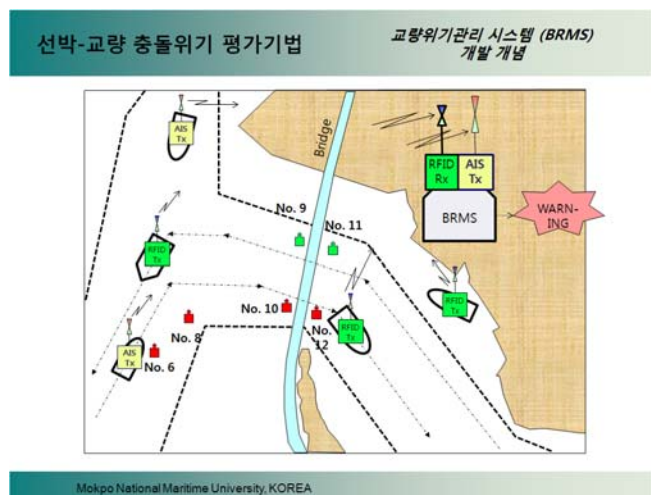 선박-교량 충돌위기 평가기법
교량위기관리 시스템 (BRMS)
개발 개념
AIS
Tx
Bridge
RFID
Rx
AIS
Tx
BRMS
WARN-
ING
No. 9
No. 11
RFID
Tx
RFID
Tx
No. 10
No.
12
RFID
Tx
No. 8
AIS
Tx
No. 6
Mokpo National Maritime University, KOREA